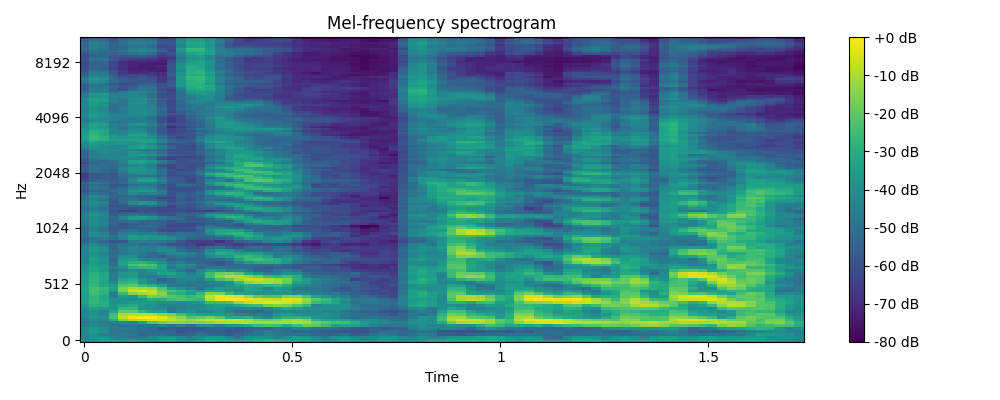 Mel-frequency spectrogram
+0 dB
8192
-10 dB
4096
-20 dB
-30 dB
Hz
2048
-40 dB
1024
-50 dB
-60 dB
512
-70 dB
0
-80 dB
0
0.5
1
1.5
Time